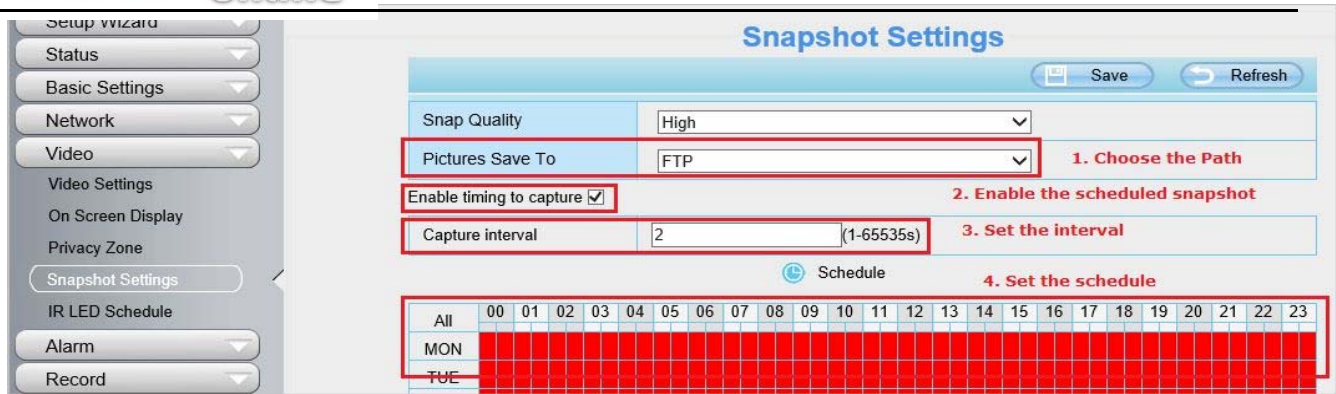 Setup Wizard
Status
Basic Settings
Network
Video
Video Settings
On Screen Display
Privacy Zone
Snapshot Settings
IR LED Schedule
Alarm
Record
Snapshot Settings
Save Refresh
Snap Quality High
Pictures Save To FTP 1. Choose the Path
Enable timing to capture 2. Enable the scheduled snapshot
Capture interval 2 (1-65535s) 3. Set the interval
Schedule 4. Set the schedule
All 00 01 02 03 04 05 06 07 08 09 10 11 12 13 14 15 16 17 18 19 20 21 22 23
MON
TUE